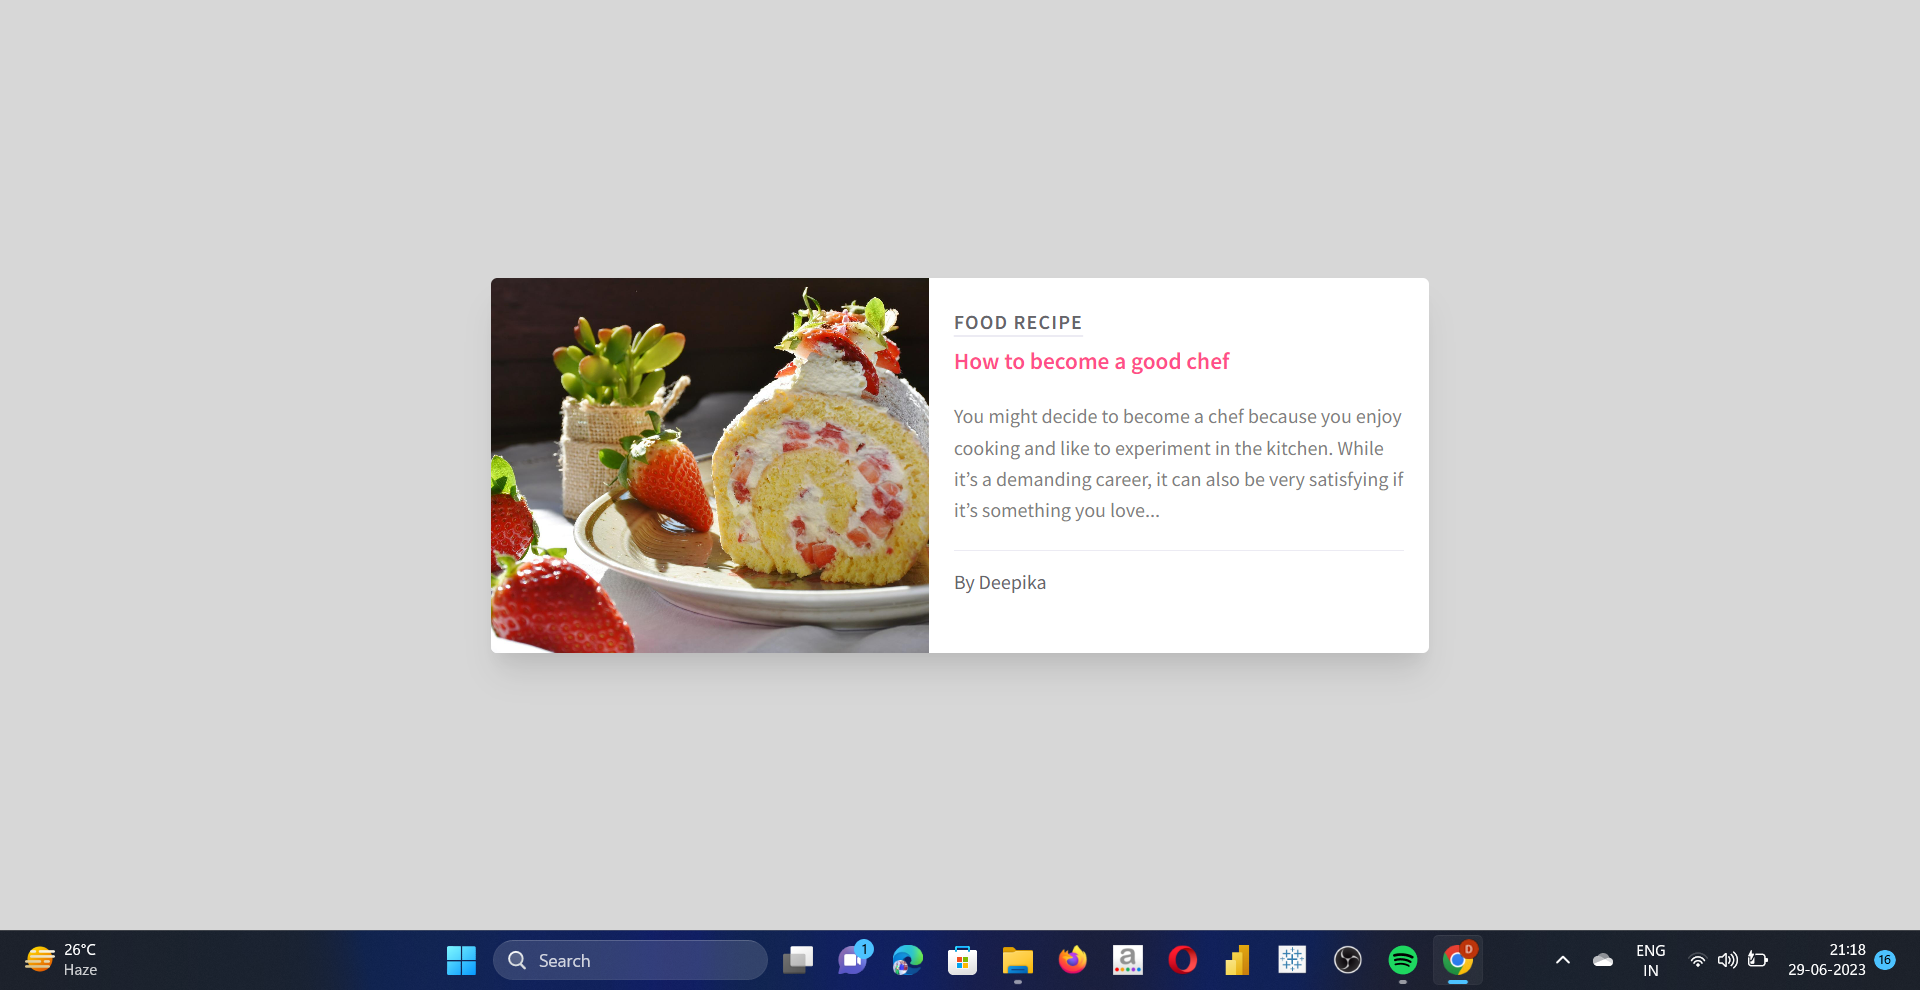 FOOD RECIPE
How to become a good chef
You might decide to become a chef because you enjoy
cooking and like to experiment in the kitchen. While
it’s a demanding career, it can also be very satisfying if
it’s something you love...
By Deepika
26°C
Haze
Search
1
a
D
ENG
IN
21:18
29-06-2023
16